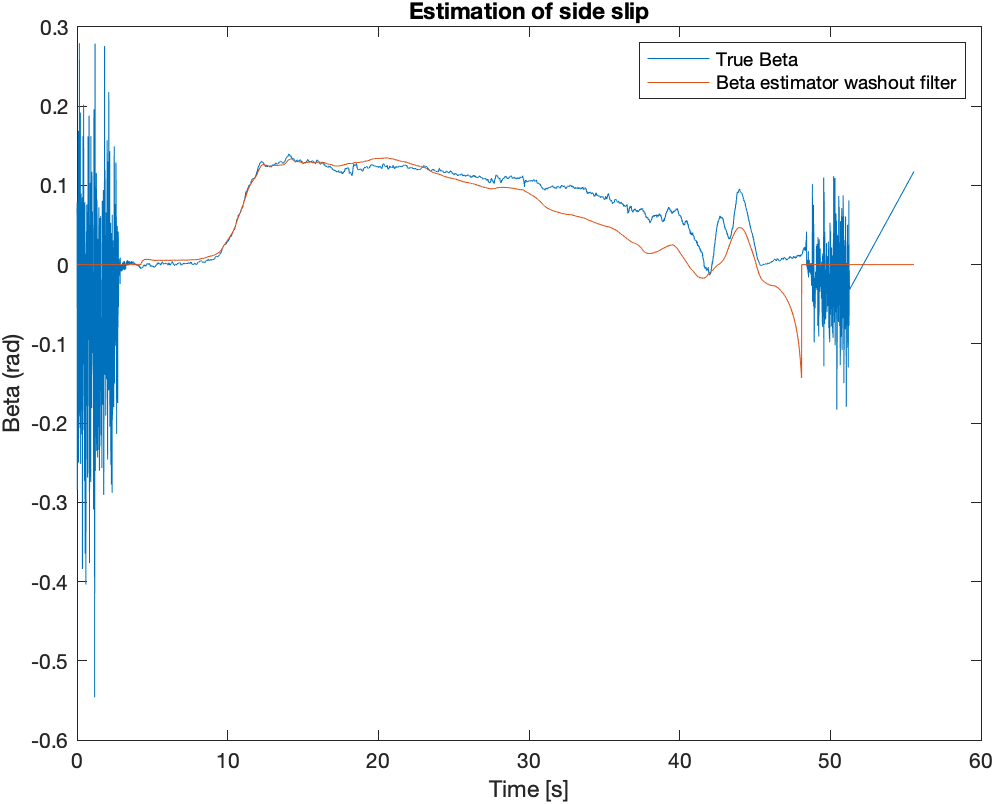 Estimation of side slip
True Beta
Beta estimator washout filter
0.3
0.2
0.1
0
-0.1
-0.2
-0.3
-0.4
-0.5
-0.6
Beta (rad)
0 10 20 30 40 50 60
Time [s]